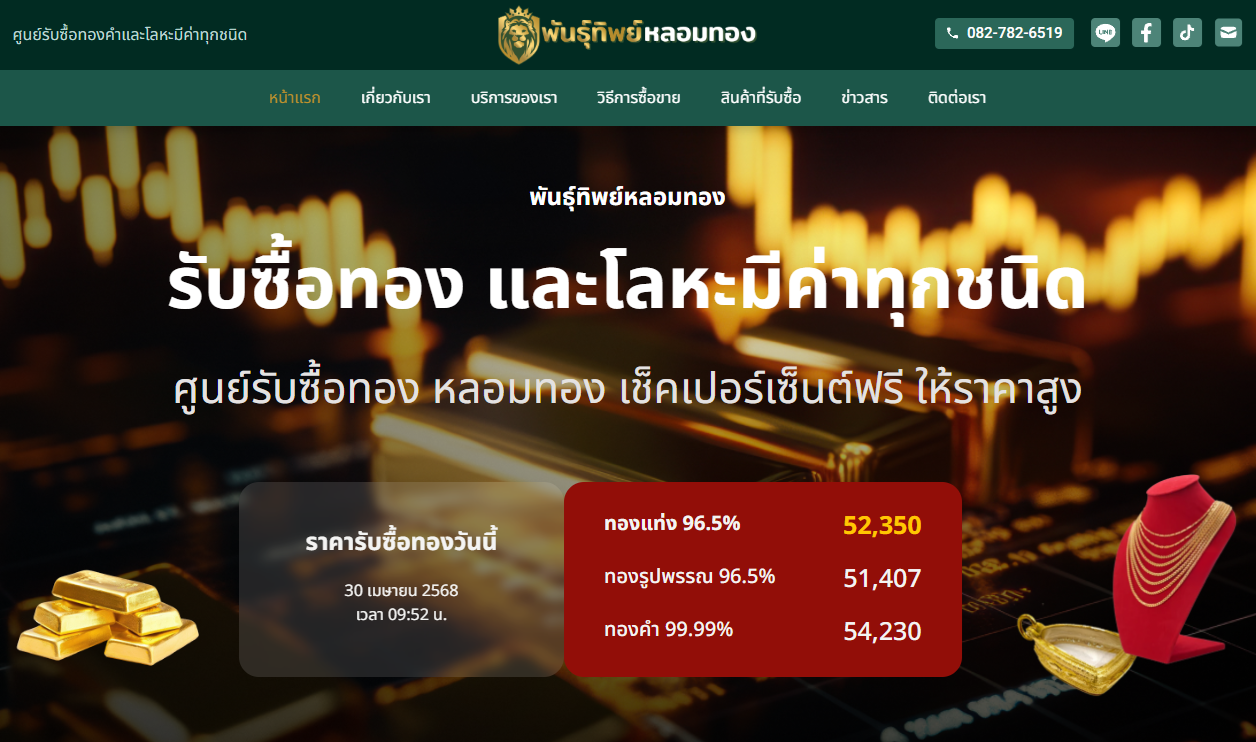 ศูนย์รับซื้อทองคำและโลหะมีค่าทุกชนิด
พันธุ์ทิพย์หลอมทอง
082-782-6519
LINE
หน้าแรก เกี่ยวกับเรา บริการของเรา วิธีการซื้อขาย สินค้าที่รับซื้อ ข่าวสาร ติดต่อเรา
พันธุ์ทิพย์หลอมทอง
รับซื้อทอง และโลหะมีค่าทุกชนิด
ศูนย์รับซื้อทอง หลอมทอง เช็คเปอร์เซ็นต์ฟรี ให้ราคาสูง
ราคารับซื้อทองวันนี้
30 เมษายน 2568
เวลา 09:52 น.
ทองแท่ง 96.5% 52,350
ทองรูปพรรณ 96.5% 51,407
ทองคำ 99.99% 54,230